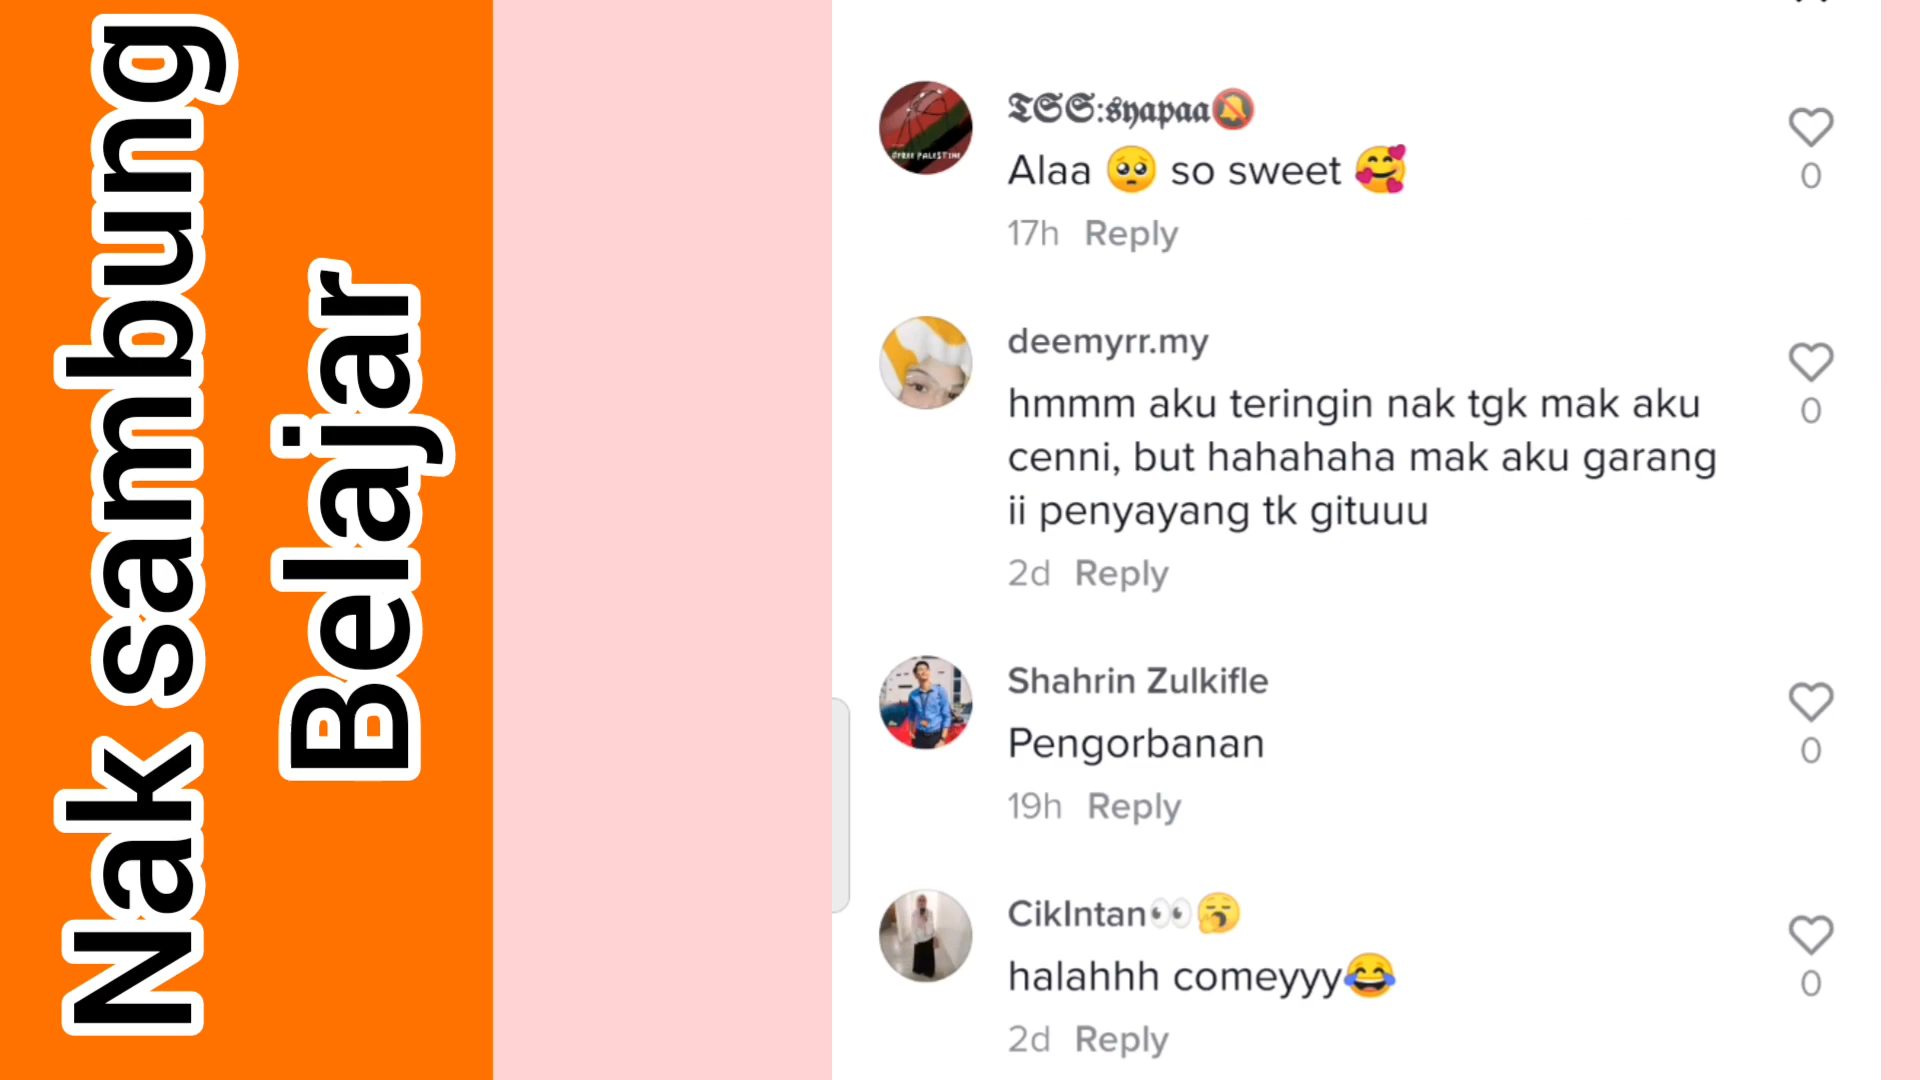 Nak sambung
Belajar
𝕿𝕾𝕾:𝖘𝖞𝖆𝖕𝖆𝖆🔕
#FREE PALESTINE
Alaa 🥺 so sweet 🥰
0
17h Reply
deemyrr.my
hmmm aku teringin nak tgk mak aku
0
cenni, but hahahaha mak aku garang
ii penyayang tk gituuu
2d Reply
Shahrin Zulkifle
Pengorbanan
0
19h Reply
CikIntan👀🥱
halahhh comeyyy😂
0
2d Reply